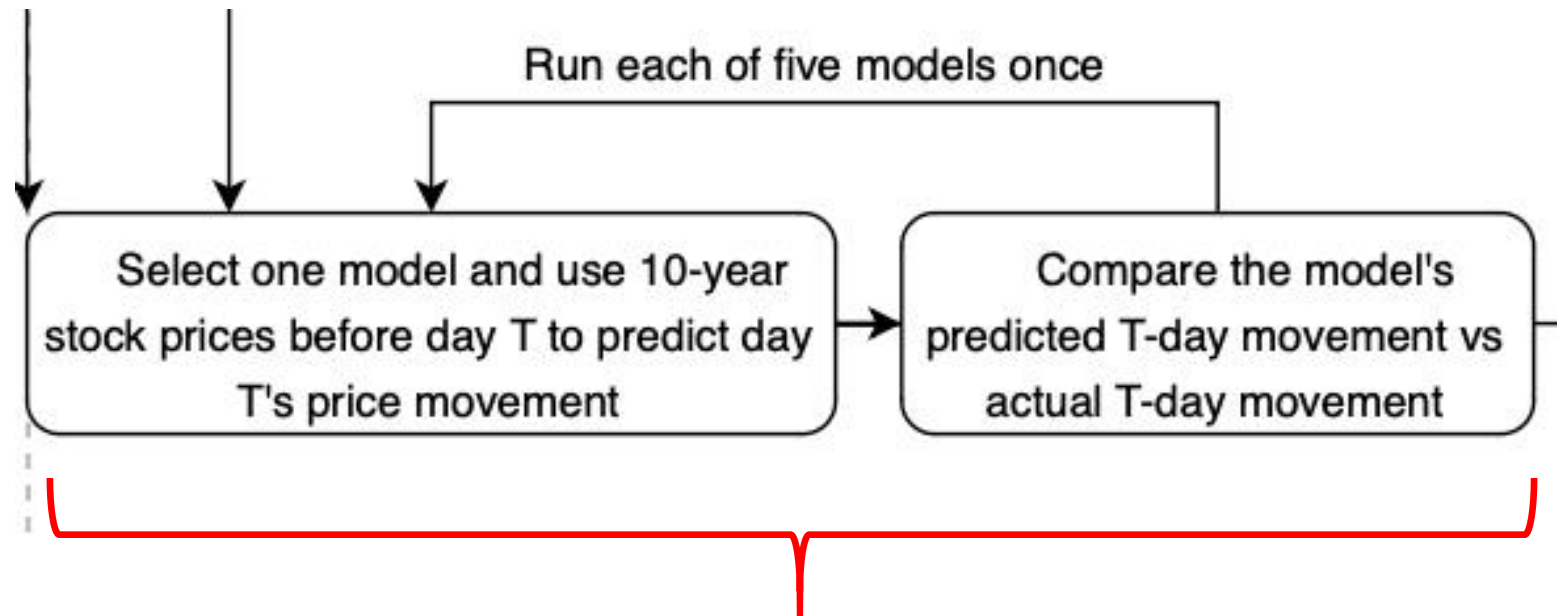 Run each of five models once
Select one model and use 10-year
stock prices before day T to predict day
T's price movement
Compare the model's
predicted T-day movement vs
actual T-day movement